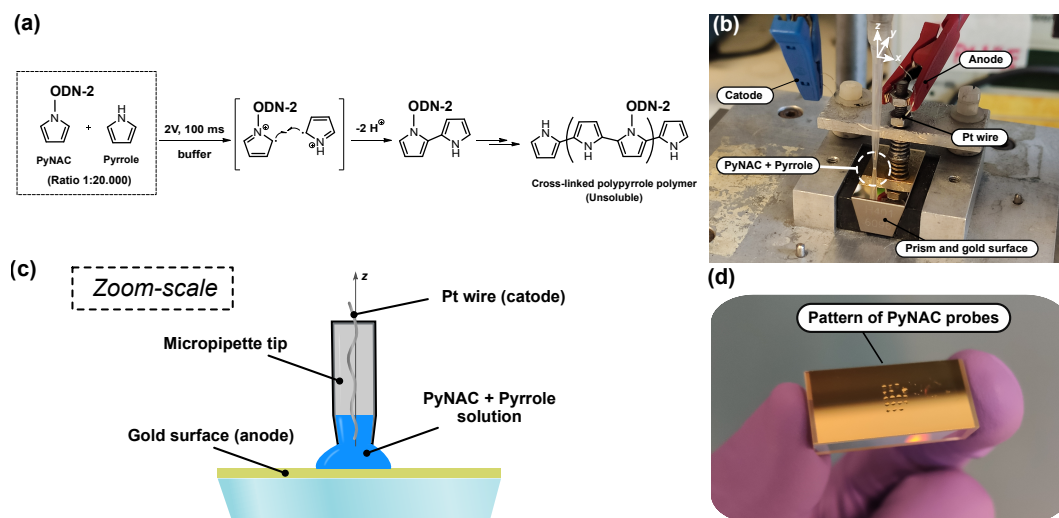 (a)
ODN-2
N
+
H
N
PyNAC
Pyrrole
(Ratio 1:20.000)
2V, 100 ms
buffer
ODN-2
N
N
H
-2 H
ODN-2
N
N
H
ODN-2
H
N
N
H
N
H
N
Cross-linked polypyrrole polymer
(Unsoluble)
(b)
z
y
x
Catode
Anode
Pt wire
PyNAC + Pyrrole
Prism and gold surface
(c)
Zoom-scale
z
Pt wire (catode)
Micropipette tip
PyNAC + Pyrrole
solution
Gold surface (anode)
(d)
Pattern of PyNAC probes